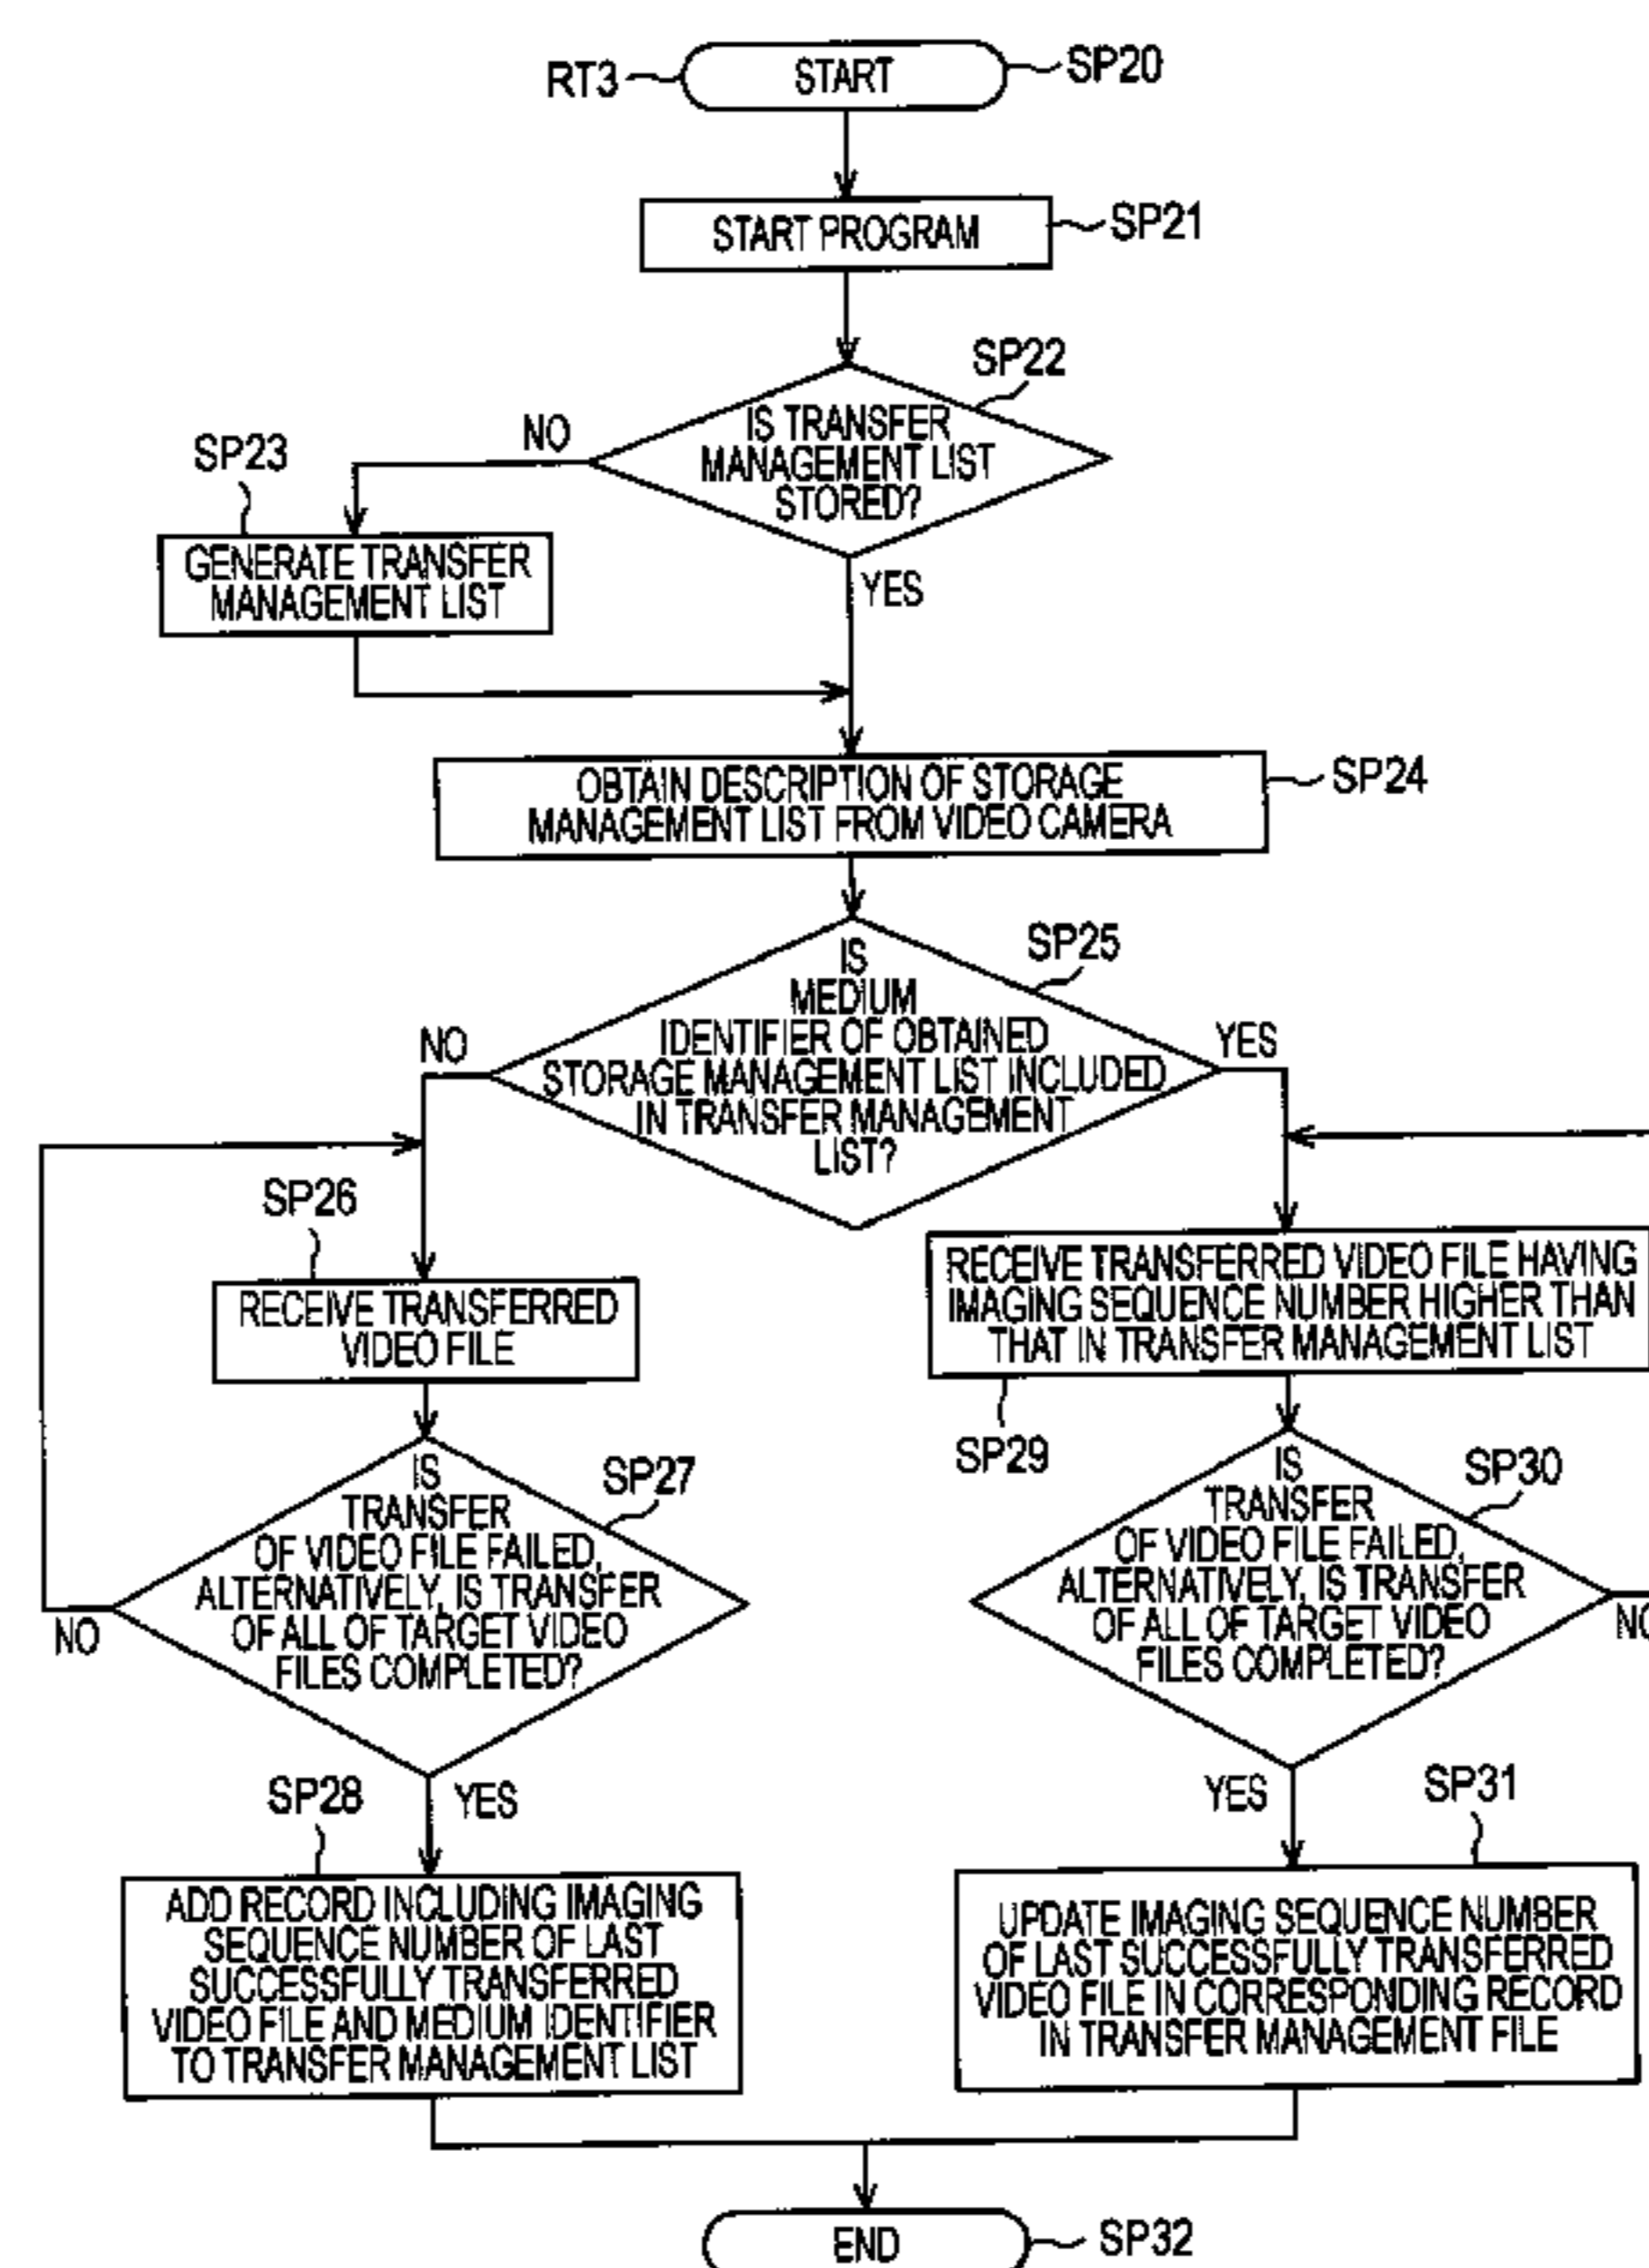 RT3
START
SP20
START PROGRAM
SP21
SP22
IS TRANSFER
MANAGEMENT LIST
STORED?
NO
YES
SP23
GENERATE TRANSFER
MANAGEMENT LIST
OBTAIN DESCRIPTION OF STORAGE
MANAGEMENT LIST FROM VIDEO CAMERA
SP24
SP25
IS
MEDIUM
IDENTIFIER OF OBTAINED
STORAGE MANAGEMENT LIST INCLUDED
IN TRANSFER MANAGEMENT
LIST?
NO
YES
SP26
RECEIVE TRANSFERRED
VIDEO FILE
RECEIVE TRANSFERRED VIDEO FILE HAVING
IMAGING SEQUENCE NUMBER HIGHER THAN
THAT IN TRANSFER MANAGEMENT LIST
SP29
SP27
IS
TRANSFER
OF VIDEO FILE FAILED,
ALTERNATIVELY, IS TRANSFER
OF ALL OF TARGET VIDEO
FILES COMPLETED?
NO
YES
SP30
IS
TRANSFER
OF VIDEO FILE FAILED,
ALTERNATIVELY, IS TRANSFER
OF ALL OF TARGET VIDEO
FILES COMPLETED?
NO
YES
SP28
ADD RECORD INCLUDING IMAGING
SEQUENCE NUMBER OF LAST
SUCCESSFULLY TRANSFERRED
VIDEO FILE AND MEDIUM IDENTIFIER
TO TRANSFER MANAGEMENT LIST
SP31
UPDATE IMAGING SEQUENCE NUMBER
OF LAST SUCCESSFULLY TRANSFERRED
VIDEO FILE IN CORRESPONDING RECORD
IN TRANSFER MANAGEMENT FILE
END
SP32